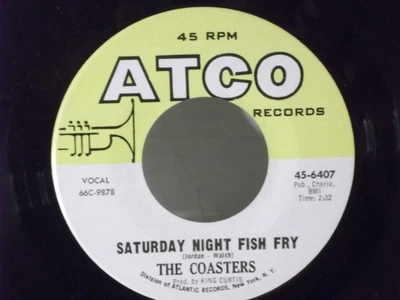 45 RPM
ATCO
RECORDS
VOCAL
66C-9878
45-6407
Pub., Cherio,
BMI
Time: 2:32
SATURDAY NIGHT FISH FRY
(Jordan - Walsh)
THE COASTERS
Prod. by KING CURTIS
Division of ATLANTIC RECORDS, New York, N.Y.